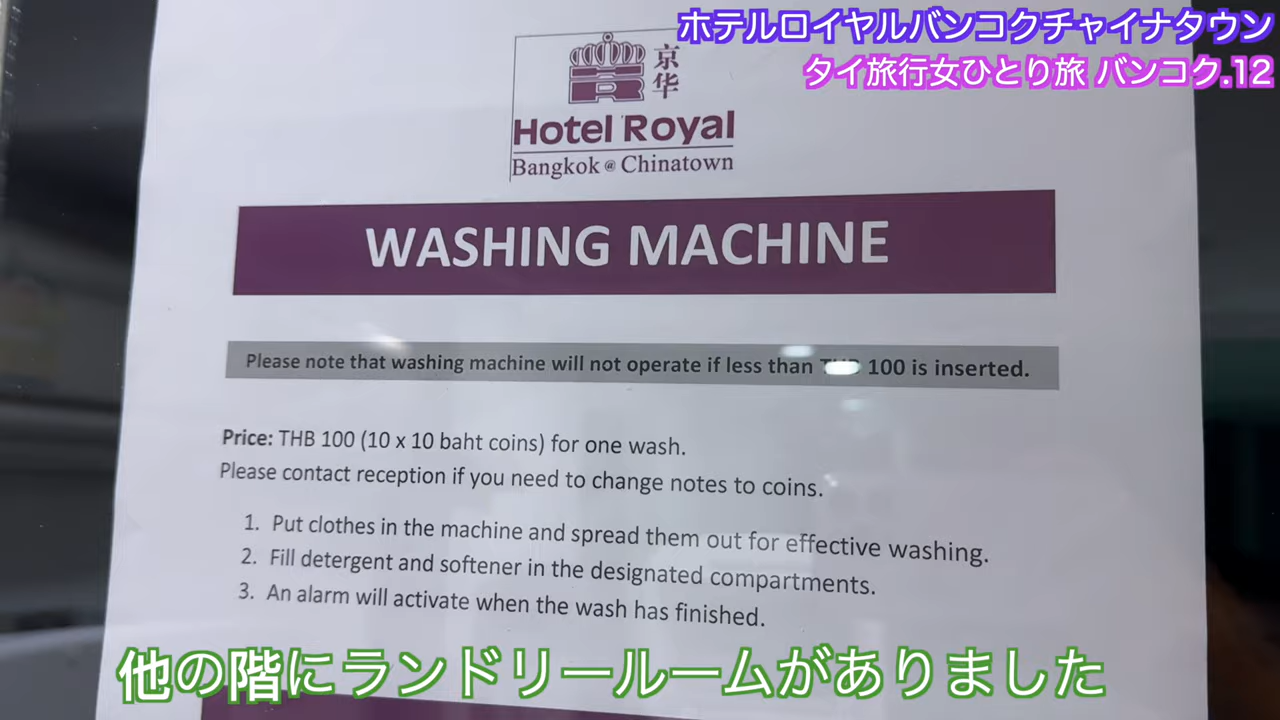 ホテルロイヤルバンコクチャイナタウン
タイ旅行女ひとり旅 バンコク.12
京华
Hotel Royal
Bangkok @ Chinatown
WASHING MACHINE
Please note that washing machine will not operate if less than 100 is inserted.
Price: THB 100 (10 x 10 baht coins) for one wash.
Please contact reception if you need to change notes to coins.
1. Put clothes in the machine and spread them out for effective washing.
2. Fill detergent and softener in the designated compartments.
3. An alarm will activate when the wash has finished.
他の階にランドリールームがありました